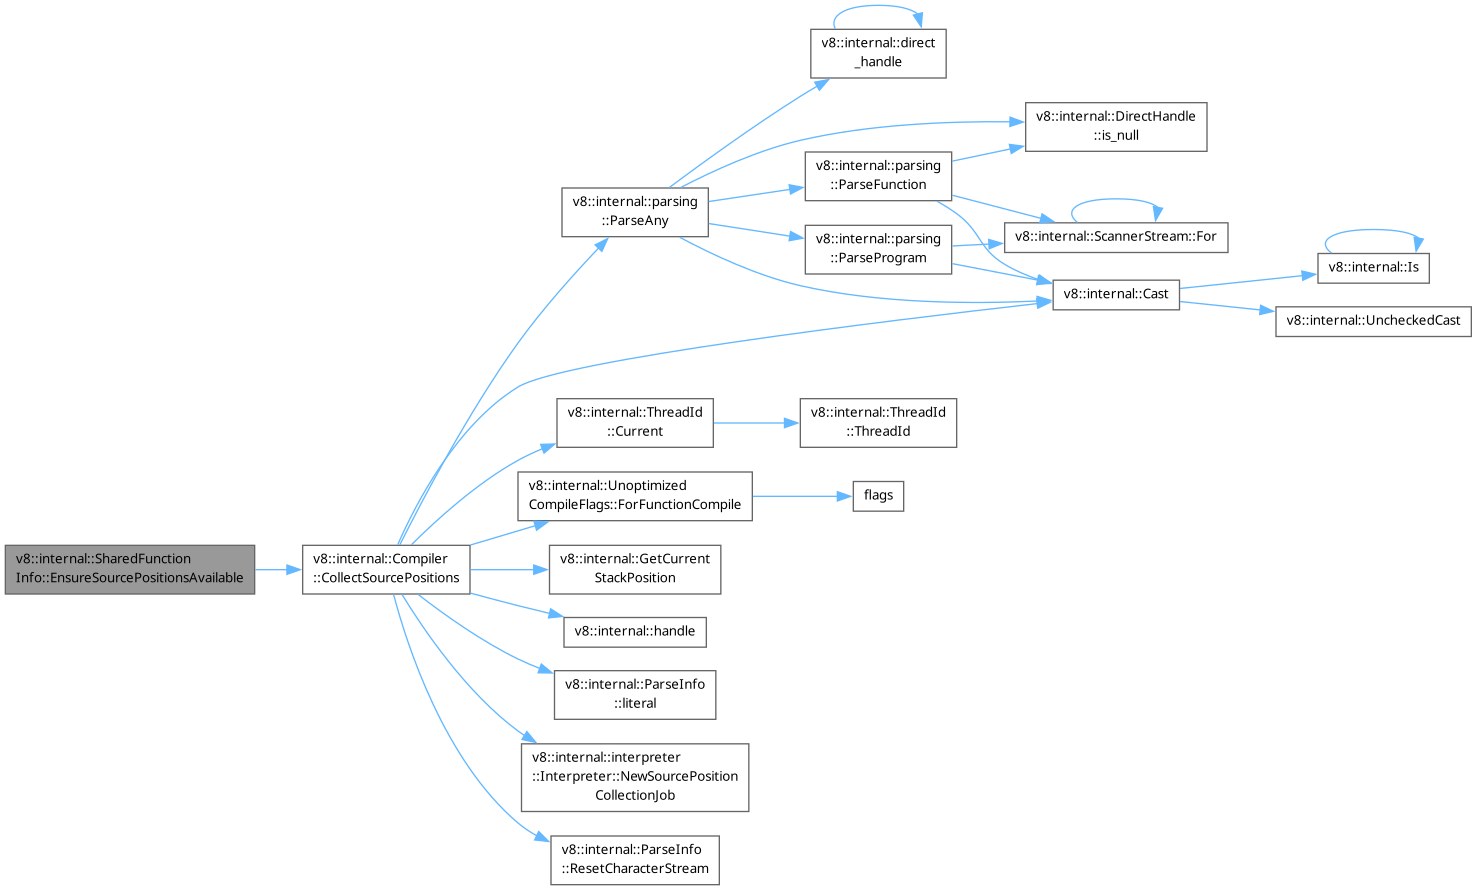 v8::internal::direct
_handle
v8::internal::DirectHandle
::is_null
v8::internal::parsing
::ParseFunction
v8::internal::parsing
::ParseAny
v8::internal::parsing
::ParseProgram
v8::internal::ScannerStream::For
v8::internal::Is
v8::internal::Cast
v8::internal::UncheckedCast
v8::internal::ThreadId
::Current
v8::internal::ThreadId
::ThreadId
v8::internal::Unoptimized
CompileFlags::ForFunctionCompile
flags
v8::internal::SharedFunction
Info::EnsureSourcePositionsAvailable
v8::internal::Compiler
::CollectSourcePositions
v8::internal::GetCurrent
StackPosition
v8::internal::handle
v8::internal::ParseInfo
::literal
v8::internal::interpreter
::Interpreter::NewSourcePosition
CollectionJob
v8::internal::ParseInfo
::ResetCharacterStream